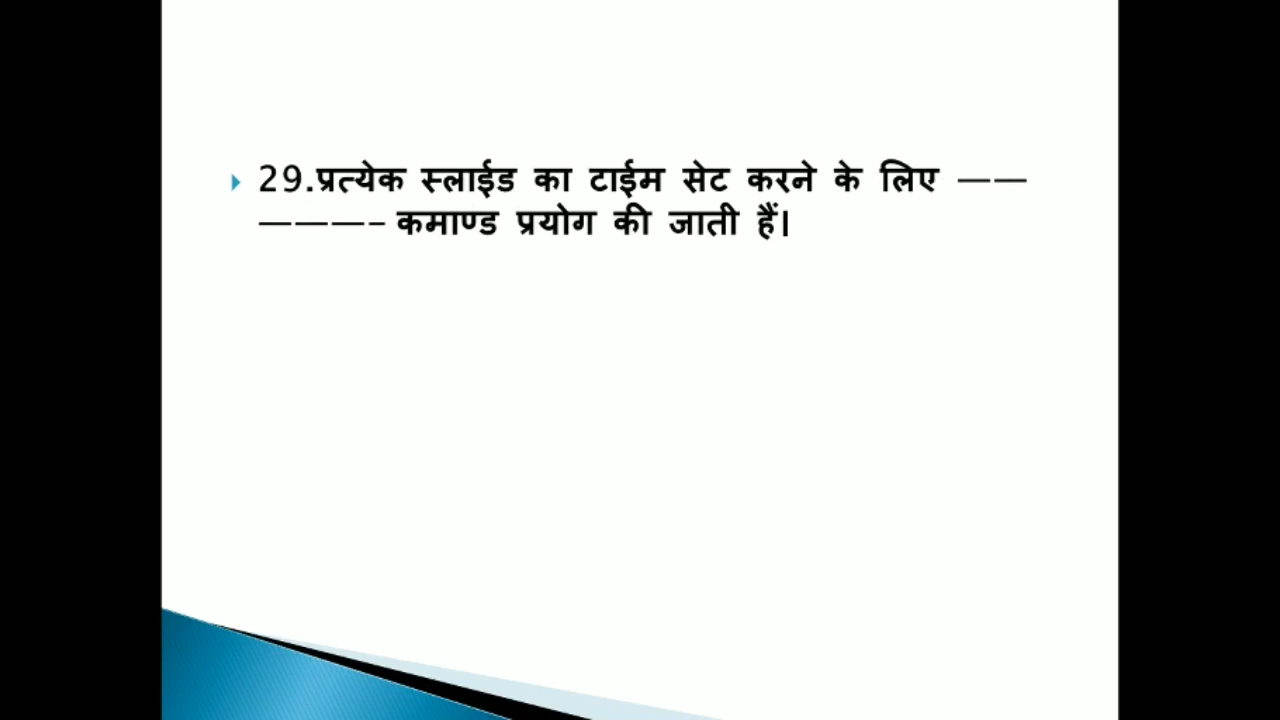 29.प्रत्येक स्लाईड का टाईम सेट करने के लिए ——
———– कमाण्ड प्रयोग की जाती हैं।